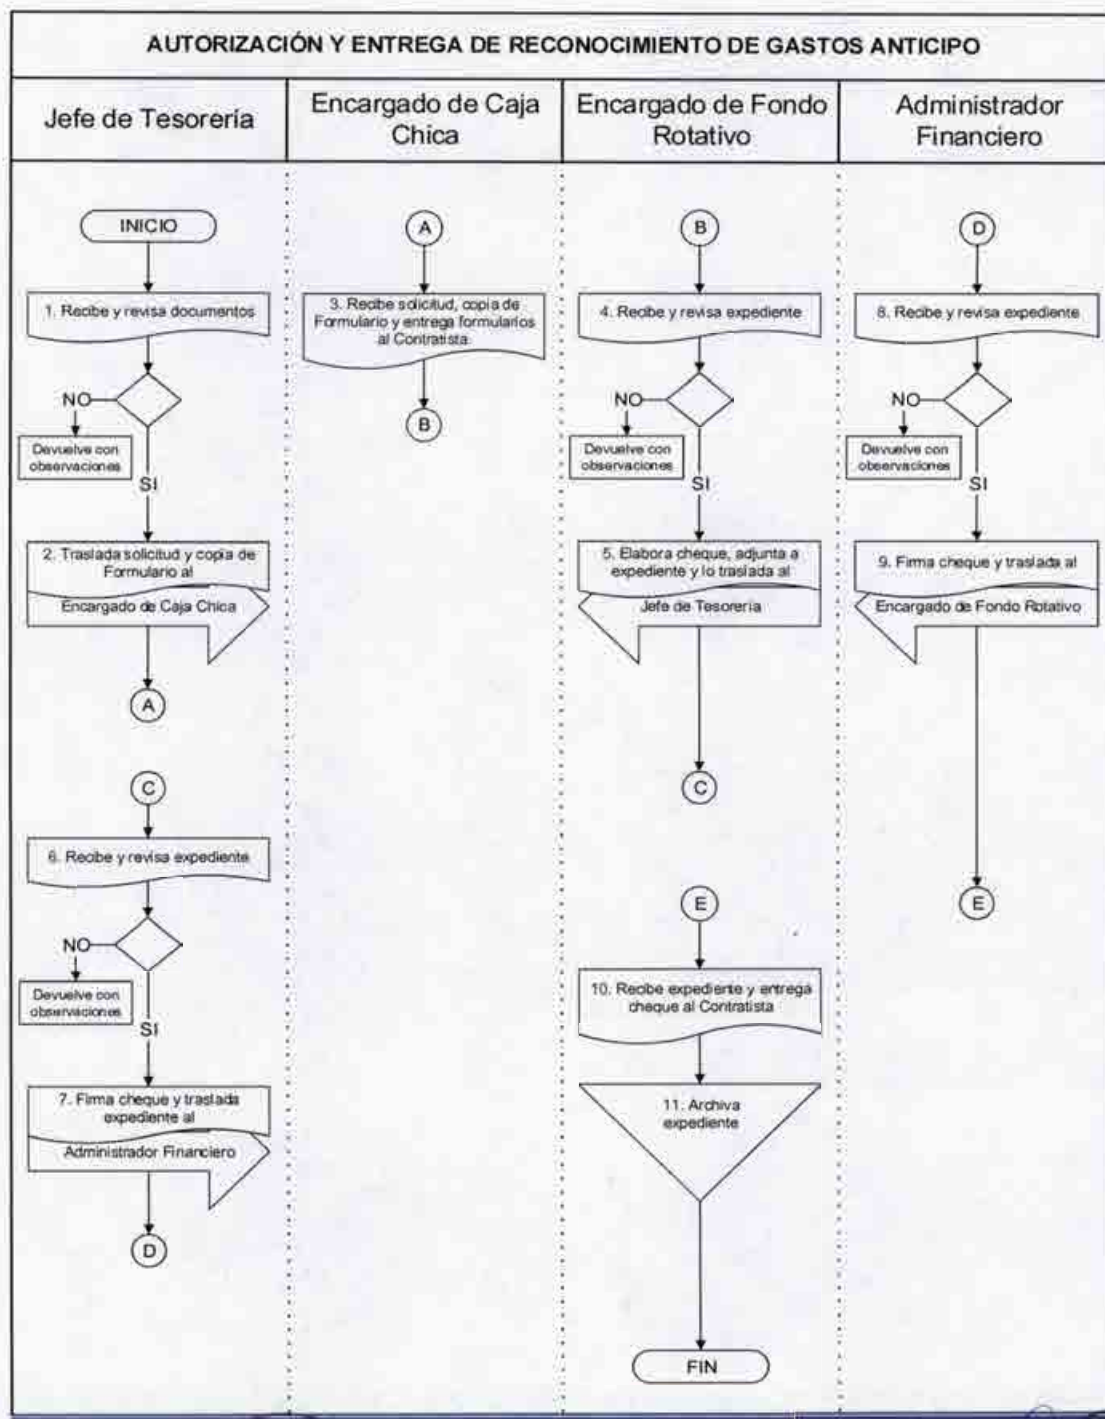 AUTORIZACIÓN Y ENTREGA DE RECONOCIMIENTO DE GASTOS ANTICIPO
Jefe de Tesorería
Encargado de Caja
Chica
Encargado de Fondo
Rotativo
Administrador
Financiero
INICIO
1. Recibe y revisa documentos
NO
Devuelve con
observaciones
SI
2. Traslada solicitud y copia de
Formulario al
Encargado de Caja Chica
A
C
6. Recibe y revisa expediente
NO
Devuelve con
observaciones
SI
7. Firma cheque y traslada
expediente al
Administrador Financiero
D
A
3. Recibe solicitud, copia de
Formulario y entrega formularios
al Contratista.
B
B
4. Recibe y revisa expediente
NO
Devuelve con
observaciones
SI
5. Elabora cheque, adjunta a
expediente y lo traslada al
Jefe de Tesorería
C
E
10. Recibe expediente y entrega
cheque al Contratista
11. Archiva
expediente
FIN
D
8. Recibe y revisa expediente
NO
Devuelve con
observaciones
SI
9. Firma cheque y traslada al
Encargado de Fondo Rotativo
E